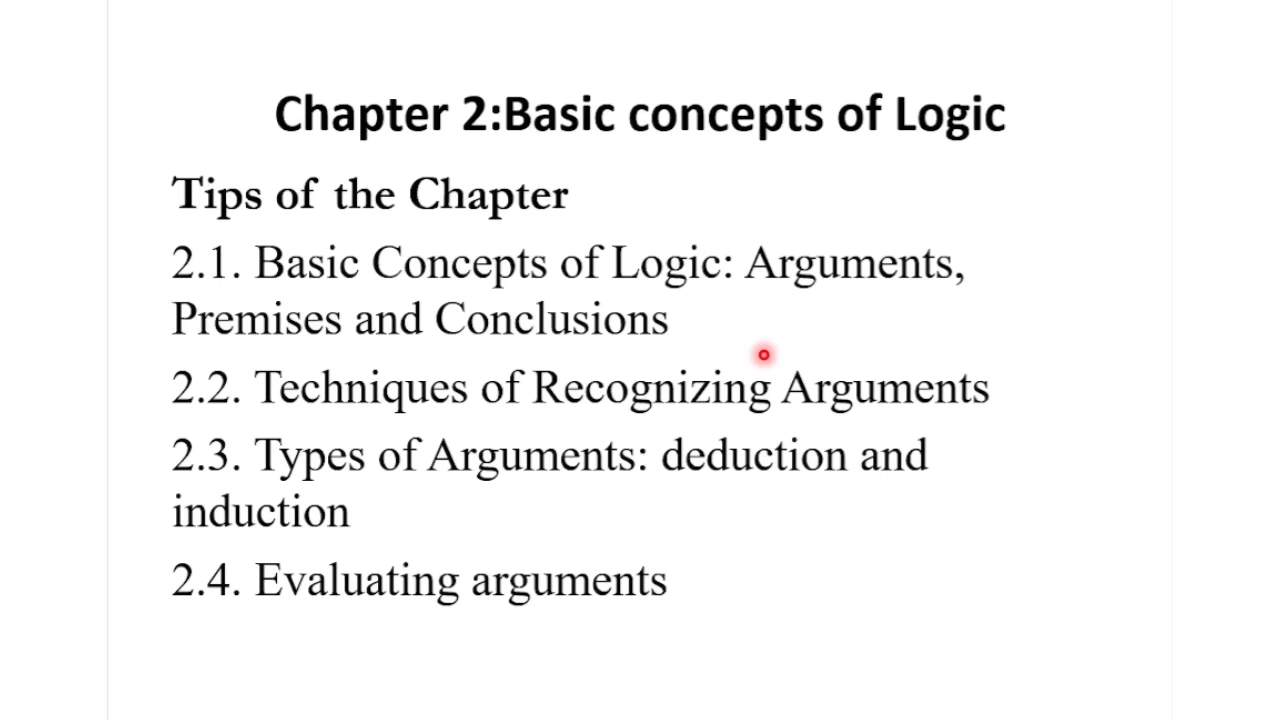 Chapter 2:Basic concepts of Logic
Tips of the Chapter
2.1. Basic Concepts of Logic: Arguments,
Premises and Conclusions
2.2. Techniques of Recognizing Arguments
2.3. Types of Arguments: deduction and
induction
2.4. Evaluating arguments